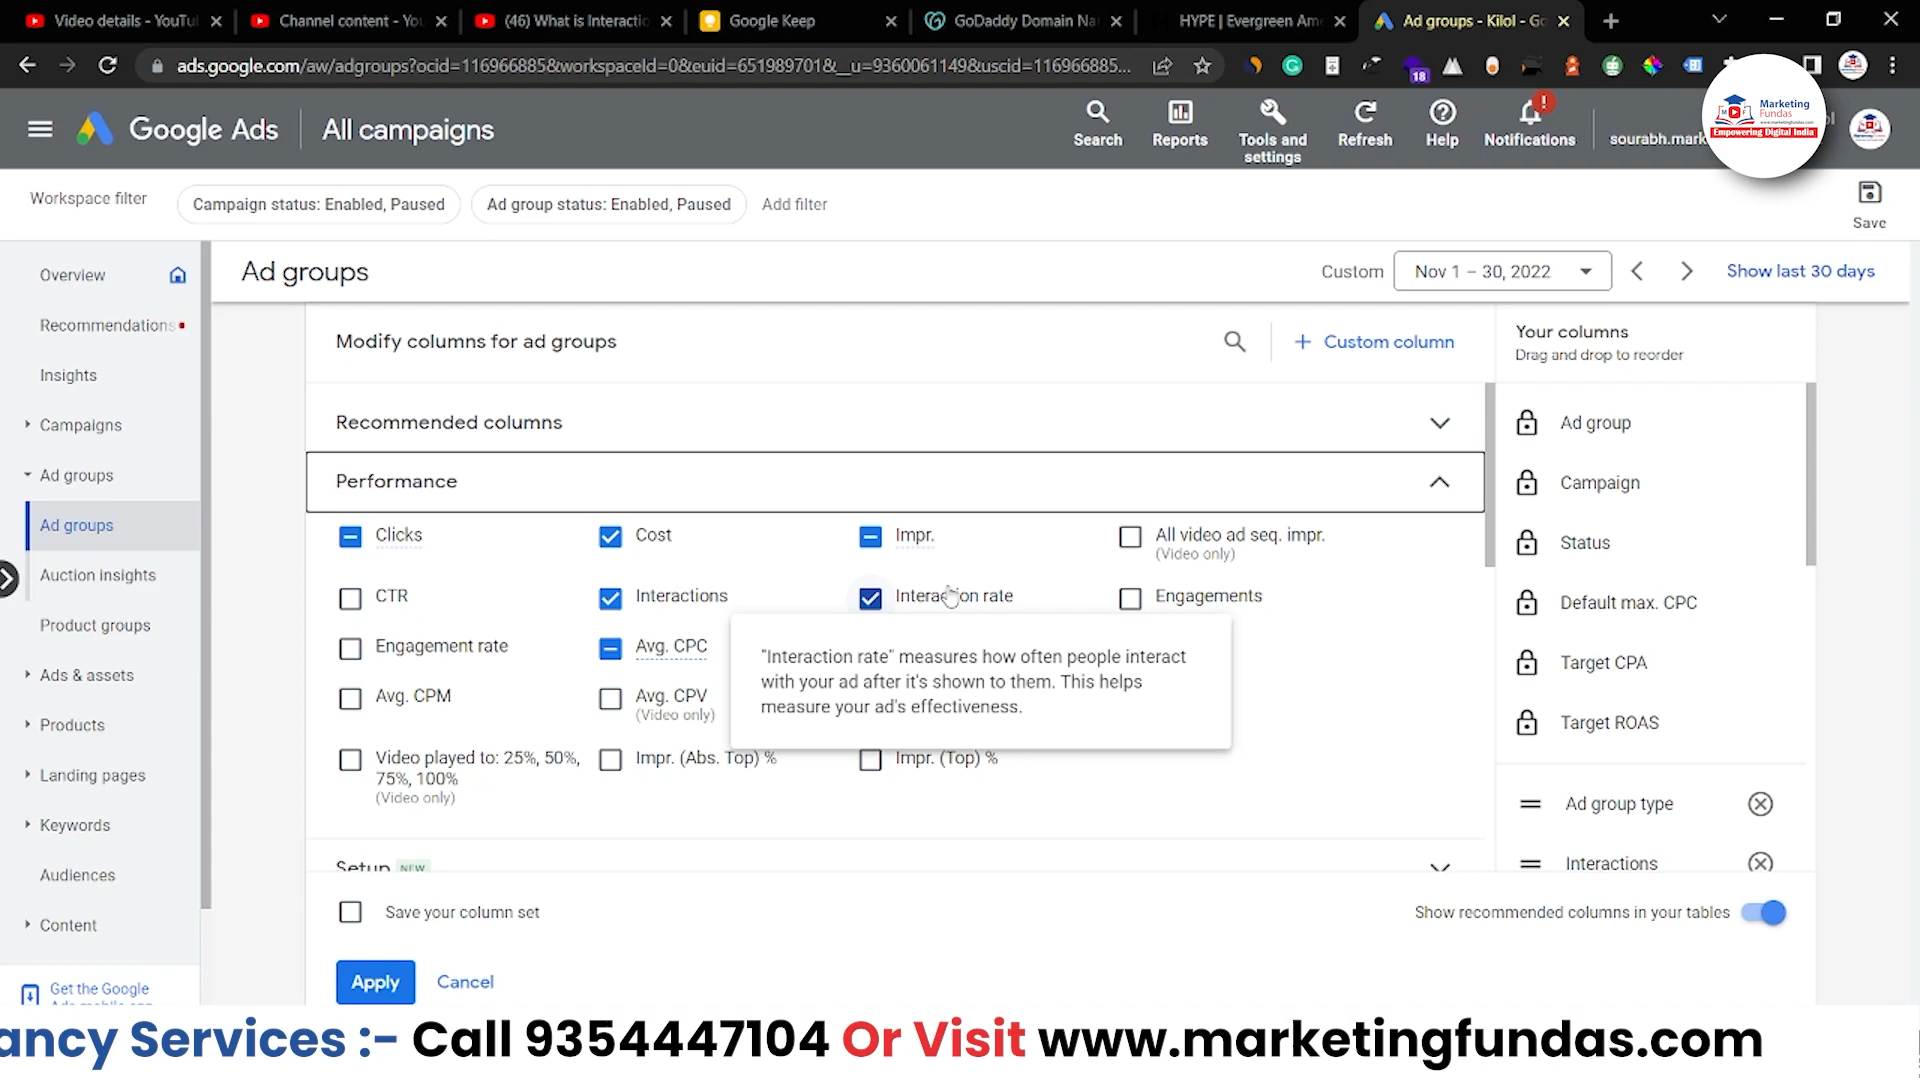 Video details - YouTu
Channel content - You
(46) What is Interactio
Google Keep
GoDaddy Domain Na
HYPE | Evergreen Am
Ad groups - Kilol - Go
ads.google.com/aw/adgroups?ocid=116966885&workspaceId=0&euid=651989701&__u=9360061149&uscid=116966885...
18
Google Ads
All campaigns
Search
Reports
Tools and settings
Refresh
Help
Notifications
sourabh.mark
Marketing
Fundas
www.marketingfundas.com
Empowering Digital India
Workspace filter
Campaign status: Enabled, Paused
Ad group status: Enabled, Paused
Add filter
Save
Overview
Recommendations
Insights
Campaigns
Ad groups
Ad groups
Auction insights
Product groups
Ads & assets
Products
Landing pages
Keywords
Audiences
Content
Get the Google
Ads mobile app
Ad groups
Custom
Nov 1 – 30, 2022
Show last 30 days
Modify columns for ad groups
+ Custom column
Recommended columns
Performance
Clicks
Cost
Impr.
All video ad seq. impr.
(Video only)
CTR
Interactions
Interaction rate
Engagements
Engagement rate
Avg. CPC
"Interaction rate" measures how often people interact
with your ad after it's shown to them. This helps
measure your ad's effectiveness.
Avg. CPM
Avg. CPV
(Video only)
Video played to: 25%, 50%,
75%, 100%
(Video only)
Impr. (Abs. Top) %
Impr. (Top) %
Setup NEW
Save your column set
Show recommended columns in your tables
Apply
Cancel
Your columns
Drag and drop to reorder
Ad group
Campaign
Status
Default max. CPC
Target CPA
Target ROAS
Ad group type
Interactions
ancy Services :- Call 9354447104 Or Visit www.marketingfundas.com